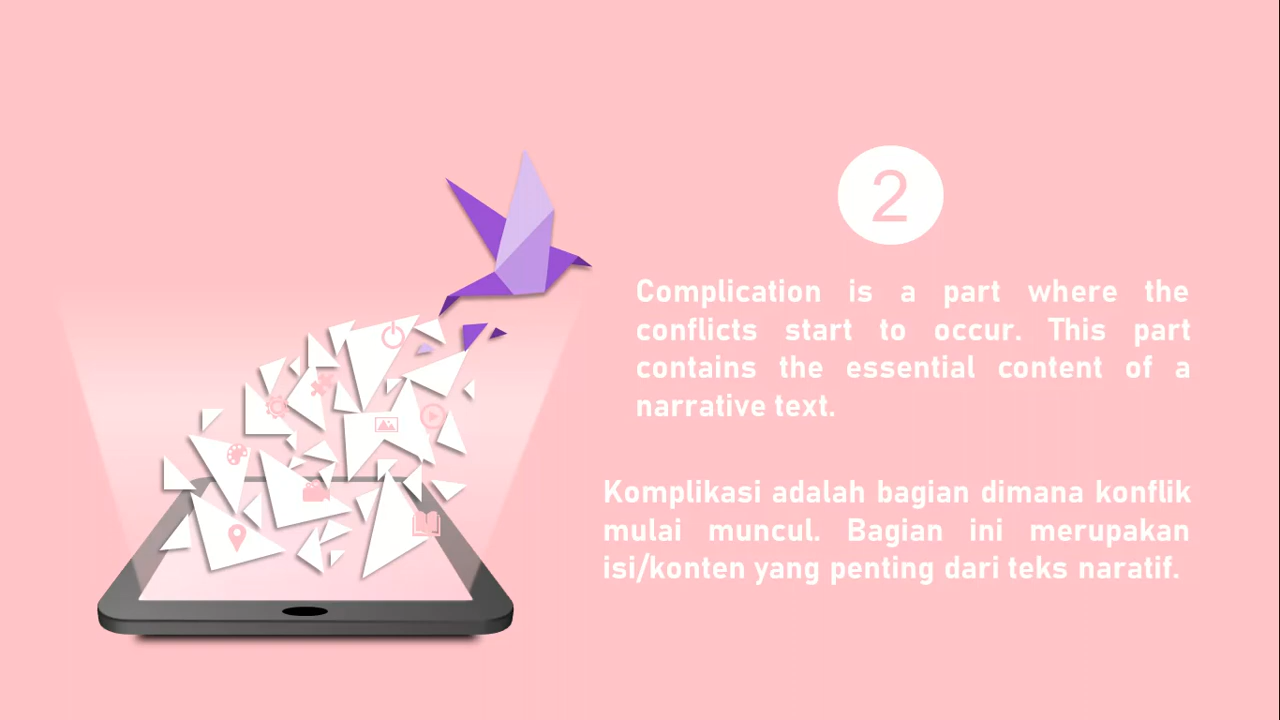 2
Complication is a part where the
conflicts start to occur. This part
contains the essential content of a
narrative text.
Komplikasi adalah bagian dimana konflik
mulai muncul. Bagian ini merupakan
isi/konten yang penting dari teks naratif.